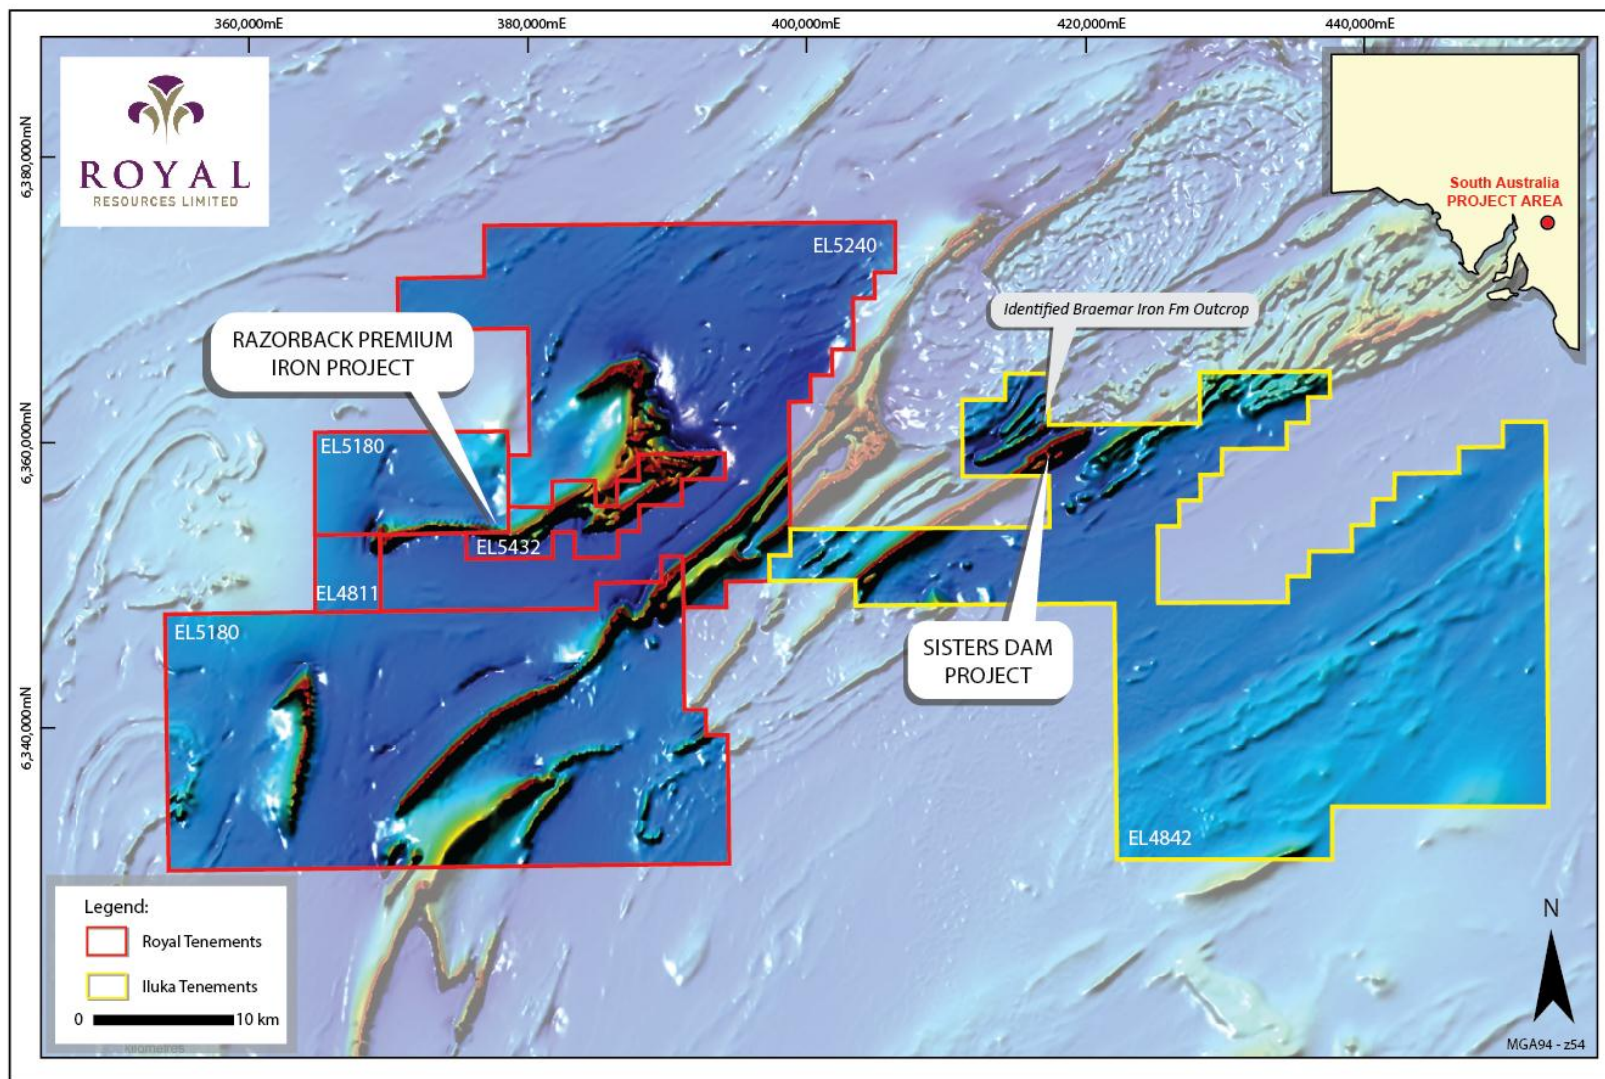 360,000mE
380,000mE
400,000mE
420,000mE
440,000mE
6,380,000mN
6,360,000mN
6,340,000mN
ROYAL
RESOURCES LIMITED
South Australia
PROJECT AREA
EL5240
Identified Braemar Iron Fm Outcrop
RAZORBACK PREMIUM
IRON PROJECT
EL5180
EL5432
EL4811
EL5180
SISTERS DAM
PROJECT
EL4842
Legend:
Royal Tenements
Iluka Tenements
0 10 km
kilometres
N
MGA94 - z54